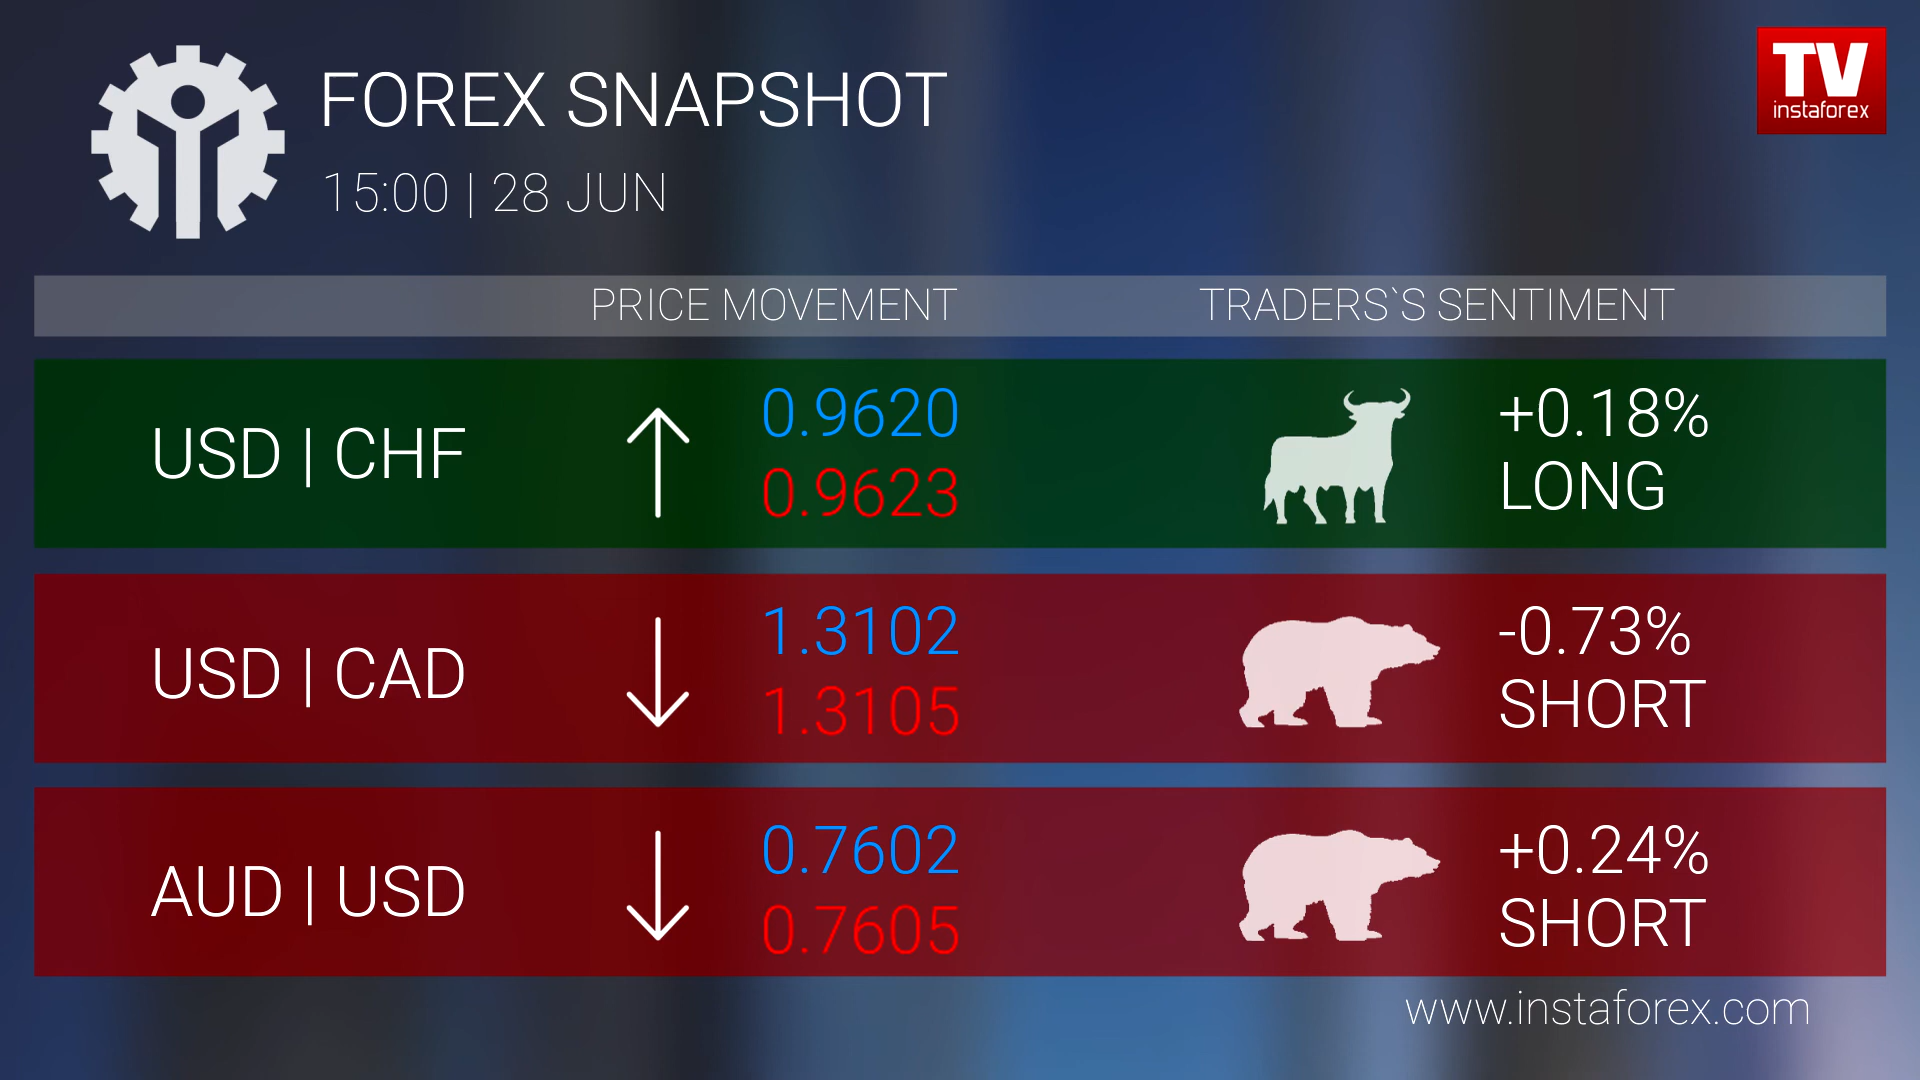 FOREX SNAPSHOT
TV
instaforex
15:00 | 28 JUN
PRICE MOVEMENT TRADERS`S SENTIMENT
USD | CHF
0.9620
0.9623
+0.18%
LONG
USD | CAD
1.3102
1.3105
-0.73%
SHORT
AUD | USD
0.7602
0.7605
+0.24%
SHORT
www.instaforex.com